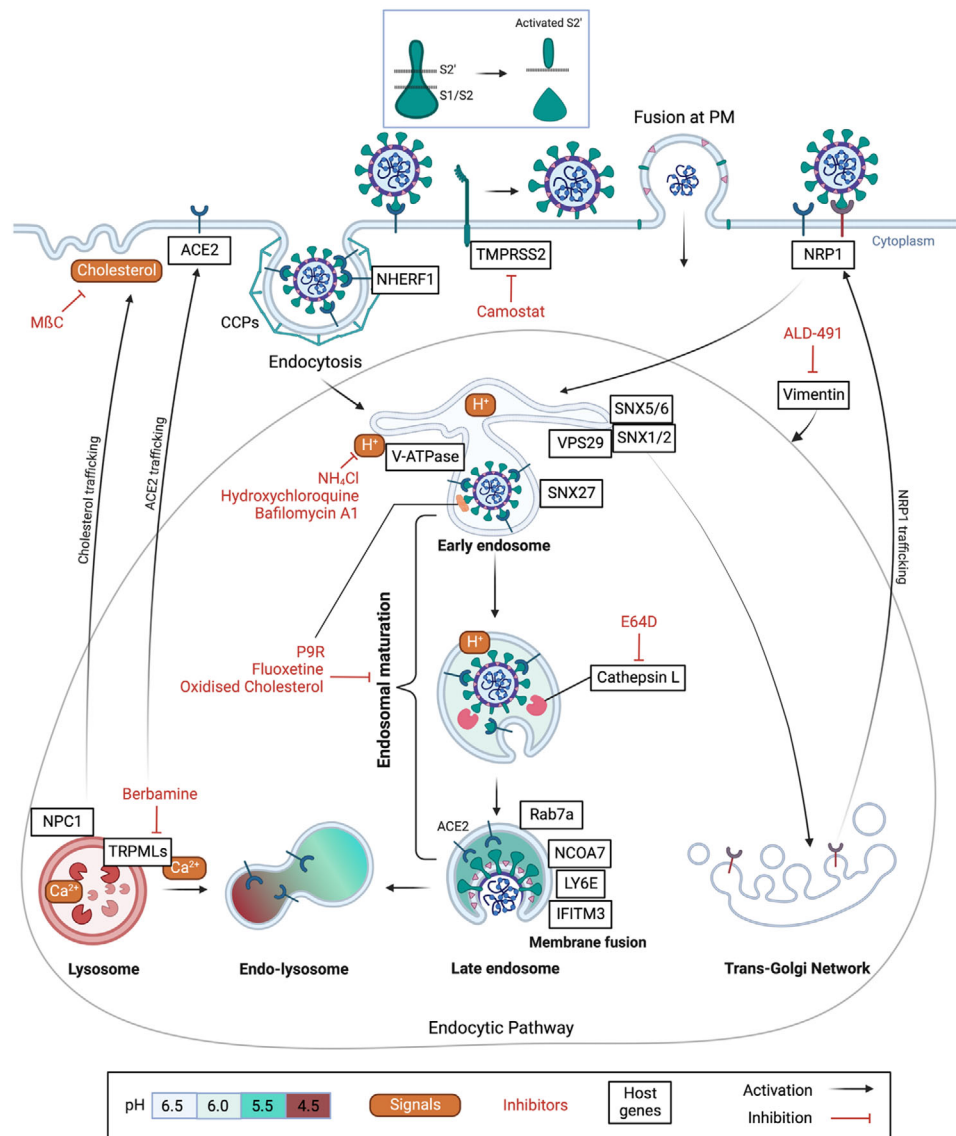 Activated S2'
S2'
S1/S2
Fusion at PM
Cytoplasm
ACE2
Cholesterol
MßC
NHERF1
TMPRSS2
Camostat
NRP1
CCPs
Endocytosis
ALD-491
Vimentin
H⁺
H⁺
V-ATPase
NH₄Cl
Hydroxychloroquine
Bafilomycin A1
SNX5/6
SNX1/2
VPS29
SNX27
Early endosome
Cholesterol trafficking
ACE2 trafficking
NRP1 trafficking
Endosomal maturation
P9R
Fluoxetine
Oxidised Cholesterol
H⁺
E64D
Cathepsin L
Berbamine
NPC1
TRPMLs
Ca²⁺
Ca²⁺
ACE2
Rab7a
NCOA7
LY6E
IFITM3
Membrane fusion
Lysosome
Endo-lysosome
Late endosome
Trans-Golgi Network
Endocytic Pathway
pH 6.5 6.0 5.5 4.5
Signals
Inhibitors
Host
genes
Activation
Inhibition